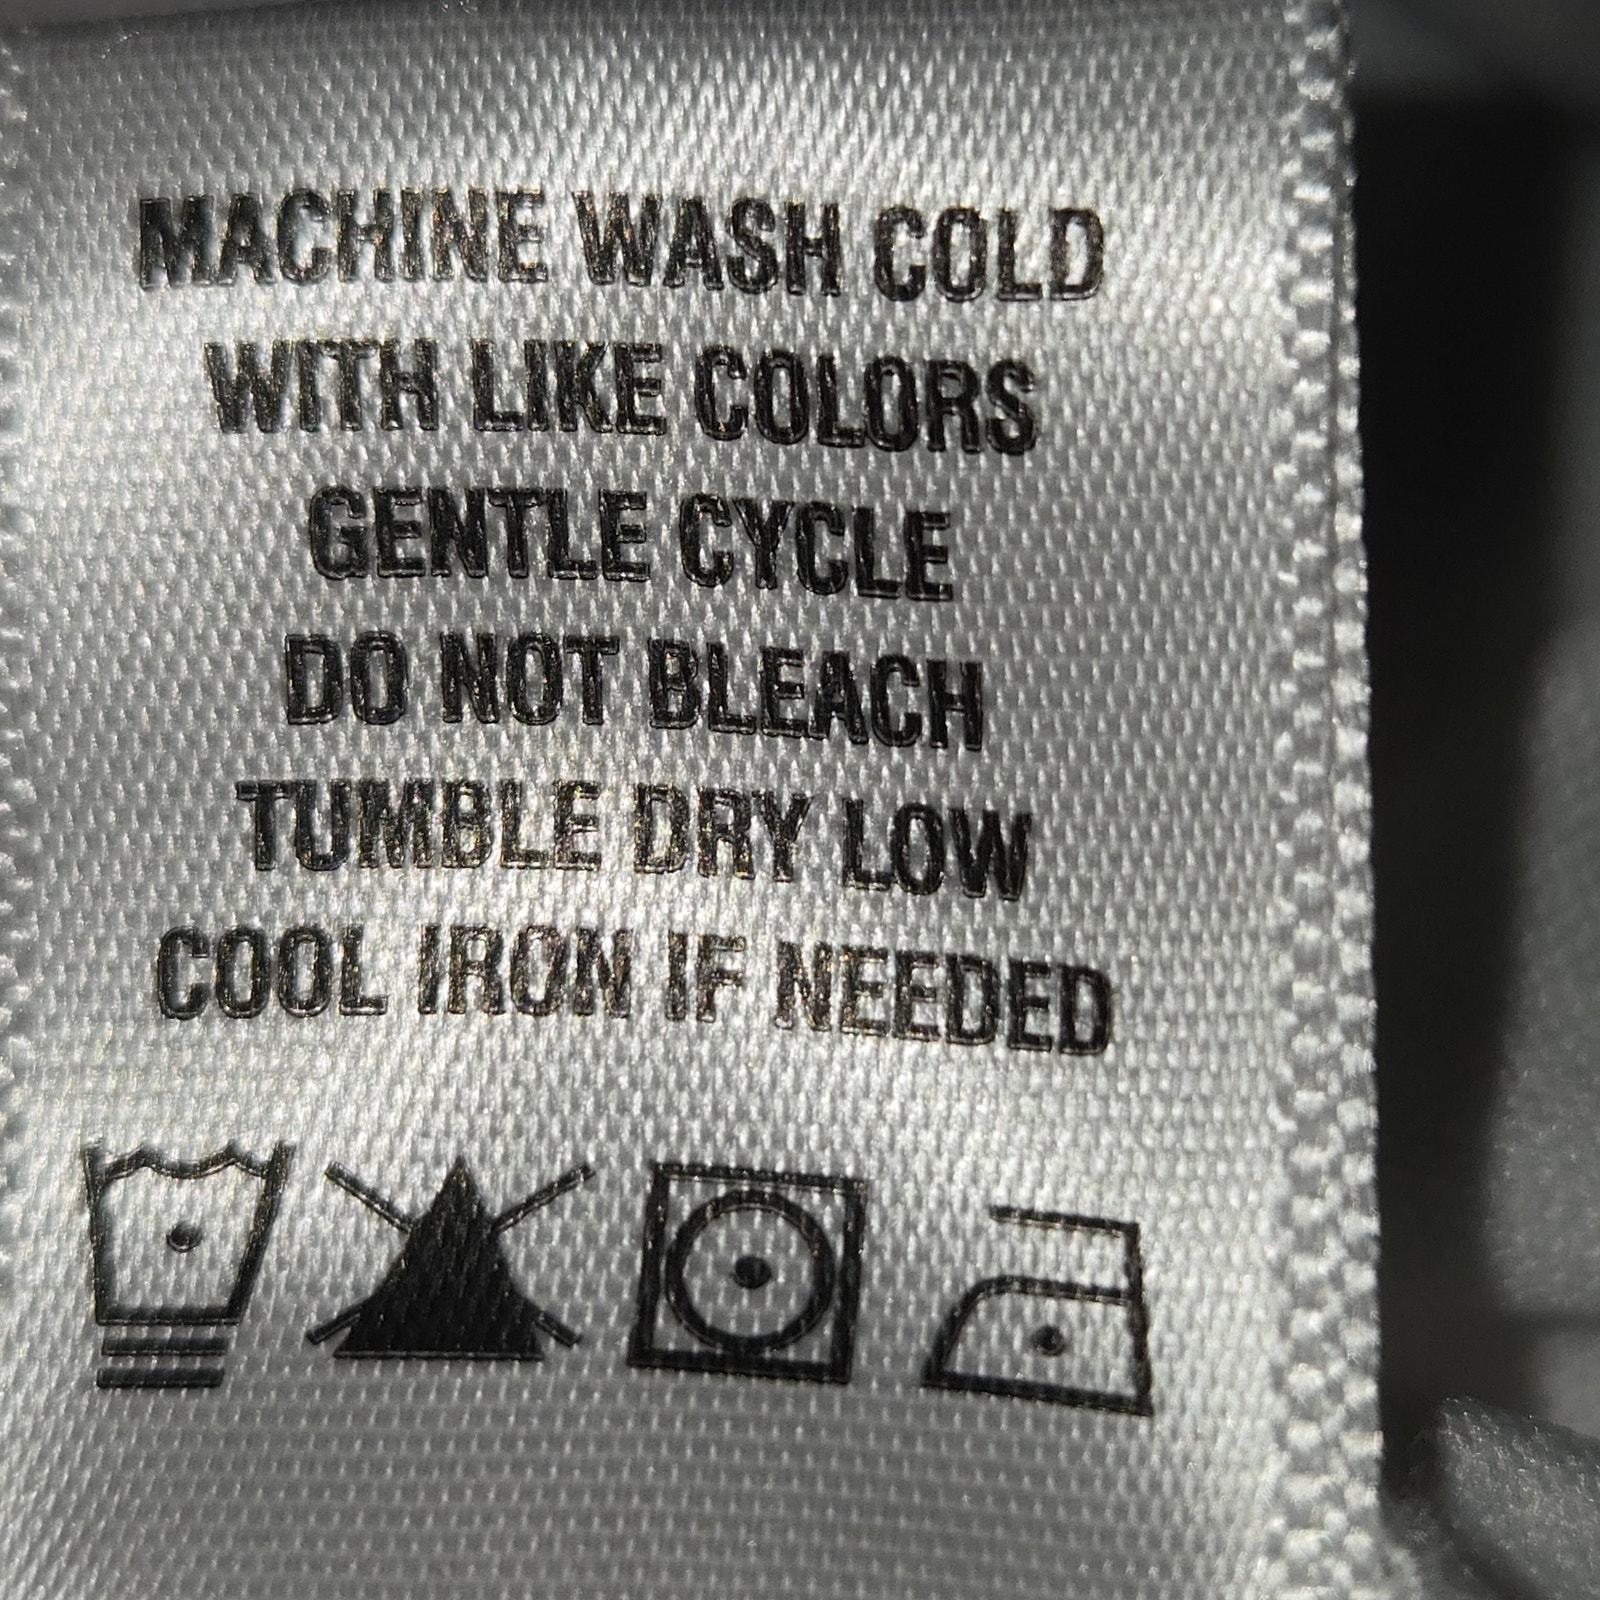 MACHINE WASH COLD
WITH LIKE COLORS
GENTLE CYCLE
DO NOT BLEACH
TUMBLE DRY LOW
COOL IRON IF NEEDED